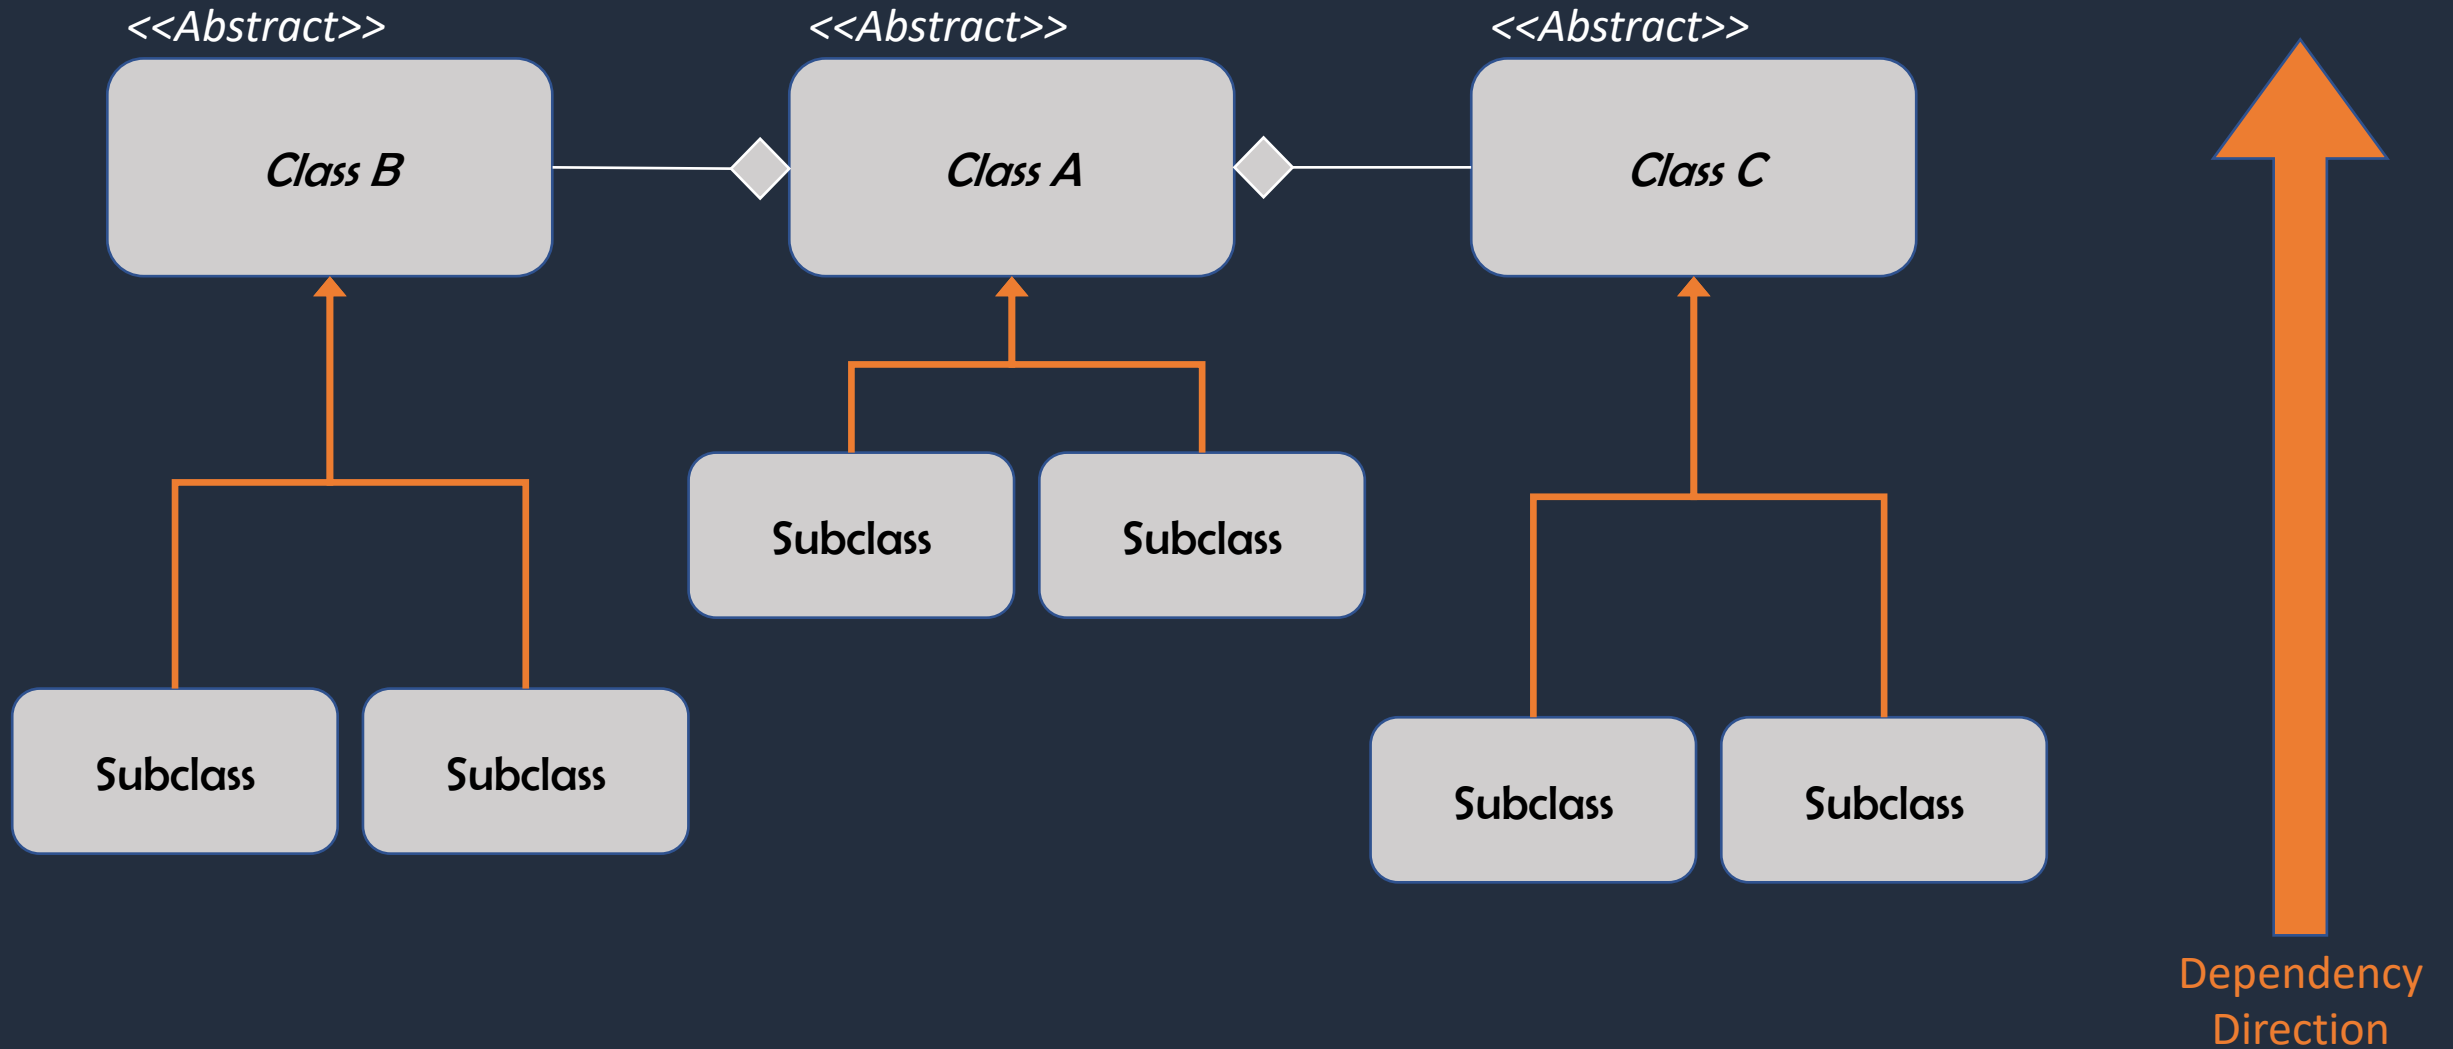 <<Abstract>>
<<Abstract>>
<<Abstract>>
Class B
Class A
Class C
Subclass
Subclass
Subclass
Subclass
Subclass
Subclass
Dependency
Direction